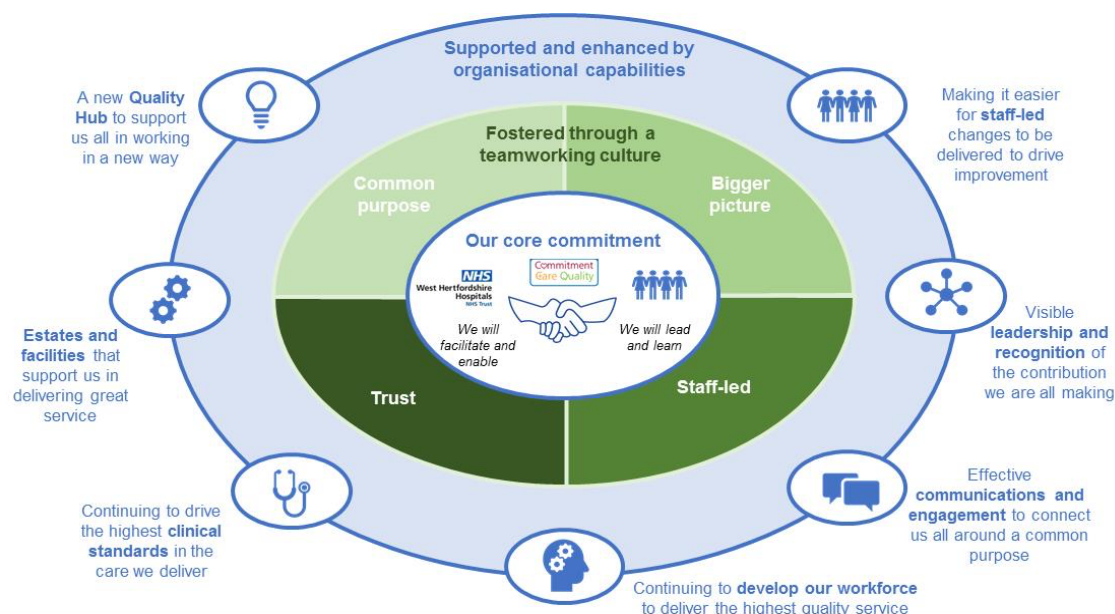 Supported and enhanced by
organisational capabilities
A new Quality
Hub to support
us all in working
in a new way
Making it easier
for staff-led
changes to be
delivered to drive
improvement
Fostered through a
teamworking culture
Common
purpose
Bigger
picture
Our core commitment
NHS
West Hertfordshire
Hospitals
NHS Trust
Commitment
Care Quality
We will
facilitate and
enable
We will lead
and learn
Trust
Staff-led
Estates and
facilities that
support us in
delivering great
service
Visible
leadership and
recognition of
the contribution
we are all making
Continuing to drive
the highest clinical
standards in the
care we deliver
Effective
communications and
engagement to connect
us all around a common
purpose
Continuing to develop our workforce
to deliver the highest quality service